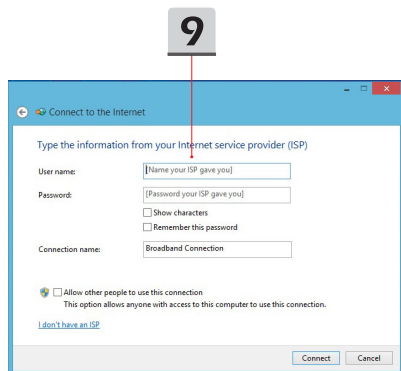 9
Connect to the Internet
Type the information from your Internet service provider (ISP)
User name: [Name your ISP gave you]
Password: [Password your ISP gave you]
Show characters
Remember this password
Connection name: Broadband Connection
Allow other people to use this connection
This option allows anyone with access to this computer to use this connection.
I don't have an ISP
Connect Cancel